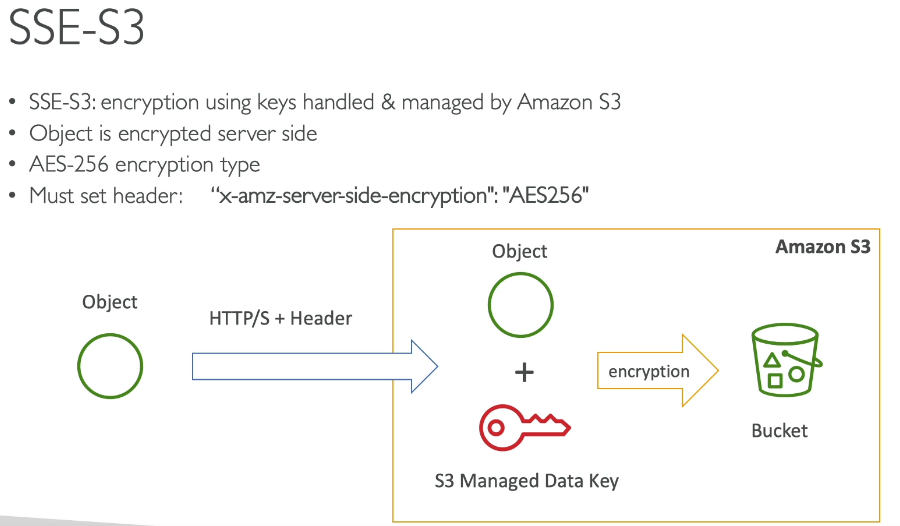 SSE-S3
• SSE-S3: encryption using keys handled & managed by Amazon S3
• Object is encrypted server side
• AES-256 encryption type
• Must set header: “x-amz-server-side-encryption": "AES256"
Amazon S3
Object
Object
HTTP/S + Header
+
encryption
Bucket
S3 Managed Data Key